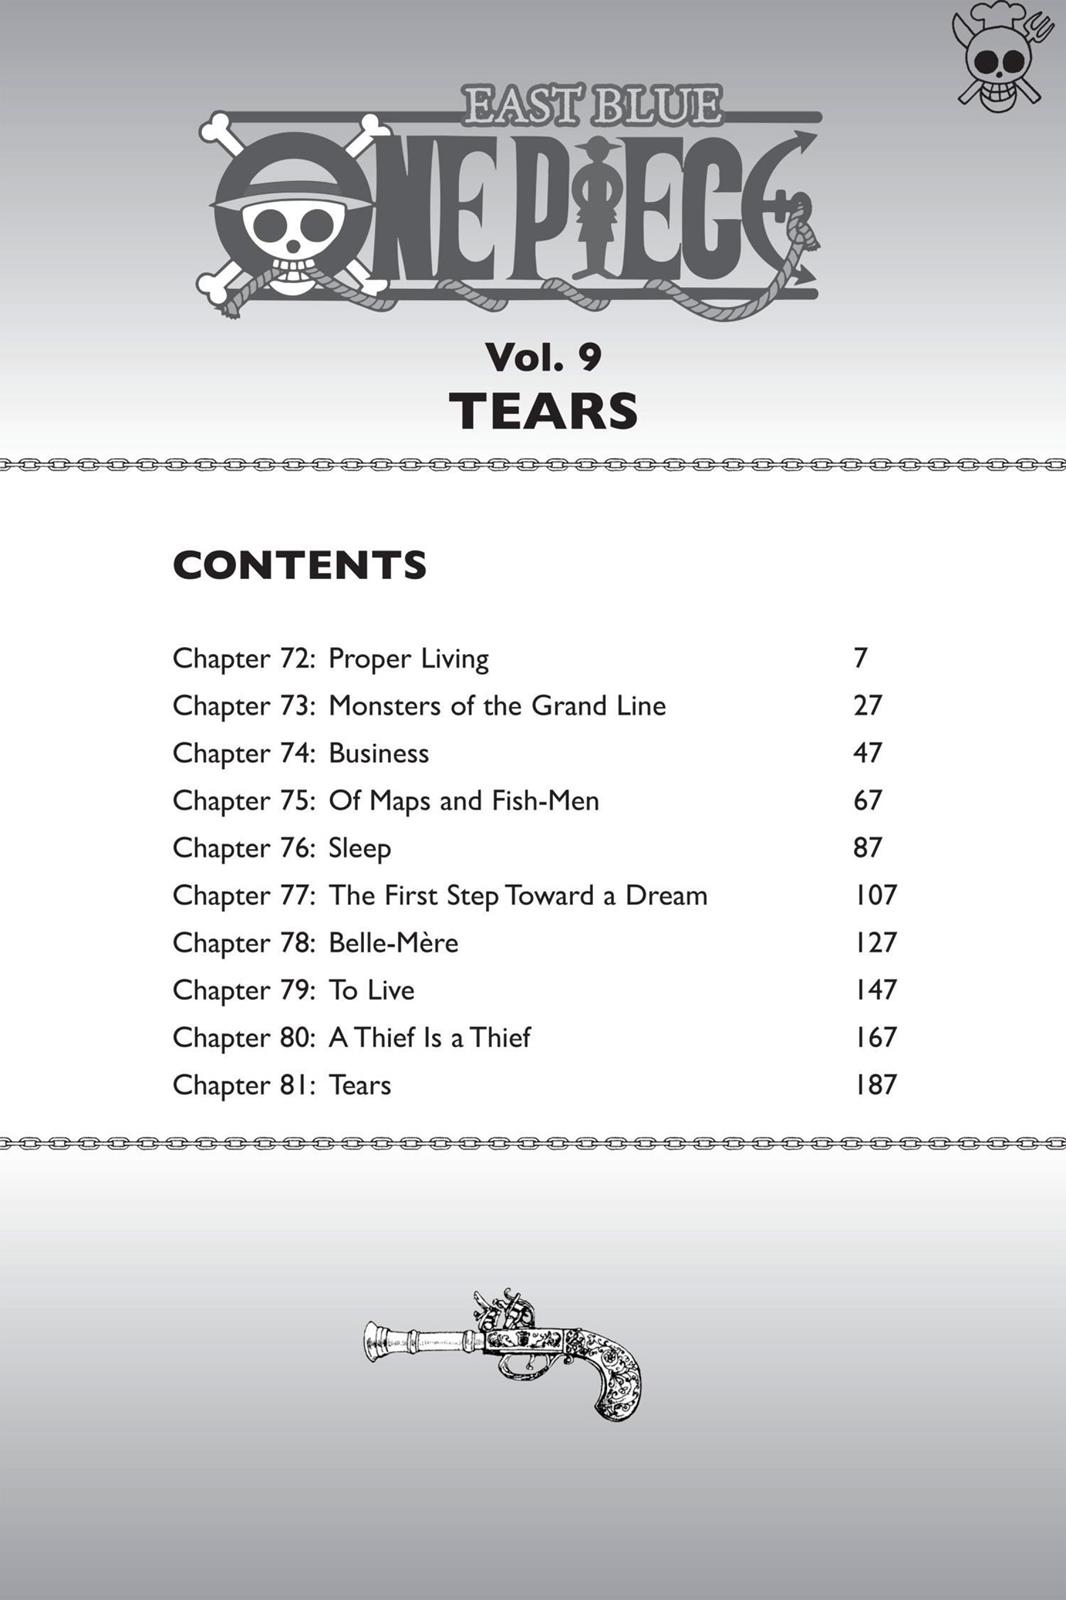 EAST BLUE
ONE PIECE
Vol. 9
TEARS
CONTENTS
Chapter 72: Proper Living 7
Chapter 73: Monsters of the Grand Line 27
Chapter 74: Business 47
Chapter 75: Of Maps and Fish-Men 67
Chapter 76: Sleep 87
Chapter 77: The First Step Toward a Dream 107
Chapter 78: Belle-Mère 127
Chapter 79: To Live 147
Chapter 80: A Thief Is a Thief 167
Chapter 81: Tears 187